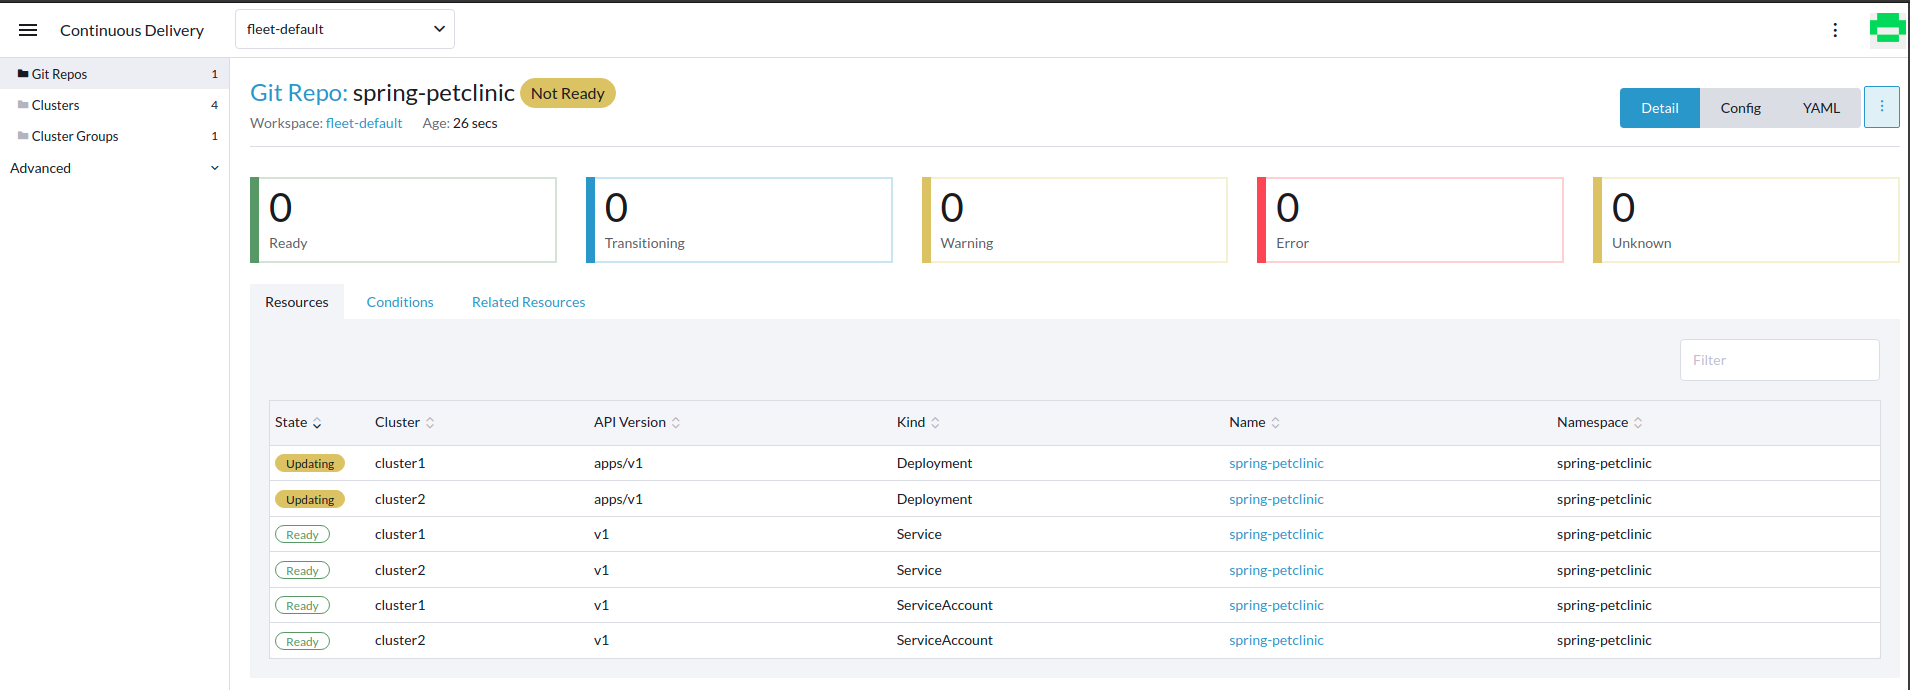 Continuous Delivery
fleet-default
Git Repos 1
Clusters 4
Cluster Groups 1
Advanced
Git Repo: spring-petclinic Not Ready
Workspace: fleet-default Age: 26 secs
Detail Config YAML
0
Ready
0
Transitioning
0
Warning
0
Error
0
Unknown
Resources Conditions Related Resources
Filter
State Cluster API Version Kind Name Namespace
Updating cluster1 apps/v1 Deployment spring-petclinic spring-petclinic
Updating cluster2 apps/v1 Deployment spring-petclinic spring-petclinic
Ready cluster1 v1 Service spring-petclinic spring-petclinic
Ready cluster2 v1 Service spring-petclinic spring-petclinic
Ready cluster1 v1 ServiceAccount spring-petclinic spring-petclinic
Ready cluster2 v1 ServiceAccount spring-petclinic spring-petclinic